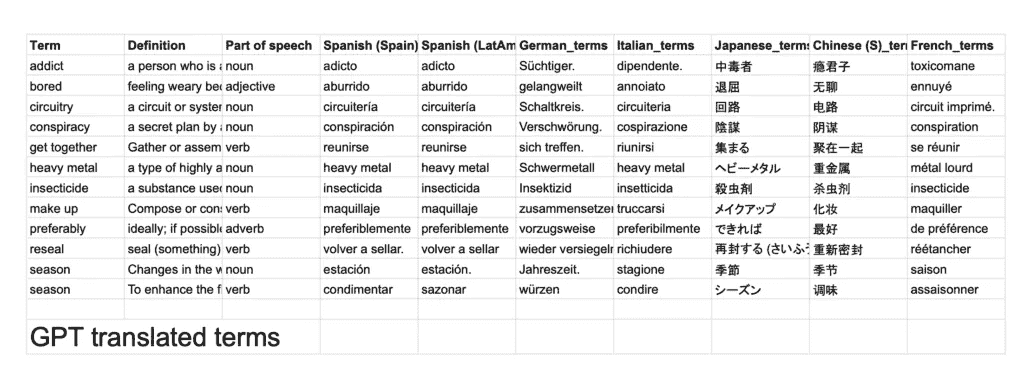 Term Definition Part of speech Spanish (Spain) Spanish (LatAm German_terms Italian_terms Japanese_terms Chinese (S)_teri French_terms
addict a person who is a noun adicto adicto Süchtiger. dipendente. 中毒者 瘾君子 toxicomane
bored feeling weary bec adjective aburrido aburrido gelangweilt annoiato 退屈 无聊 ennuyé
circuitry a circuit or syster noun circuitería circuitería Schaltkreis. circuiteria 回路 电路 circuit imprimé.
conspiracy a secret plan by a noun conspiración conspiración Verschwörung. cospirazione 陰謀 阴谋 conspiration
get together Gather or assem verb reunirse reunirse sich treffen. riunirsi 集まる 聚在一起 se réunir
heavy metal a type of highly a noun heavy metal heavy metal Schwermetall heavy metal ヘビーメタル 重金属 métal lourd
insecticide a substance used noun insecticida insecticida Insektizid insetticida 殺虫剤 杀虫剂 insecticide
make up Compose or cons verb maquillaje maquillaje zusammensetzen truccarsi メイクアップ 化妆 maquiller
preferably ideally; if possible adverb preferiblemente preferiblemente vorzugsweise preferibilmente できれば 最好 de préférence
reseal seal (something) verb volver a sellar. volver a sellar wieder versiegeln richiudere 再封する (さいふう 重新密封 réétancher
season Changes in the w noun estación estación. Jahreszeit. stagione 季節 季节 saison
season To enhance the f verb condimentar sazonar würzen condire シーズン 调味 assaisonner
GPT translated terms